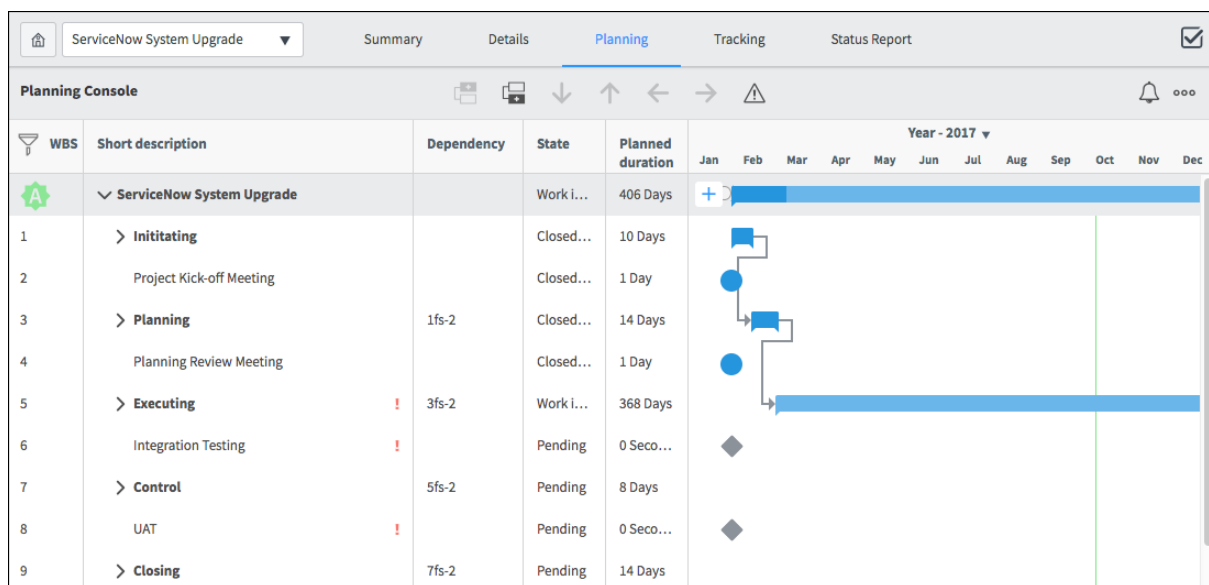 ServiceNow System Upgrade ▼ Summary Details Planning Tracking Status Report
Planning Console
WBS Short description Dependency State Planned duration Year - 2017 ▼
Jan Feb Mar Apr May Jun Jul Aug Sep Oct Nov Dec
A ServiceNow System Upgrade Work i... 406 Days +
1 Inititating Closed... 10 Days
2 Project Kick-off Meeting Closed... 1 Day
3 Planning 1fs-2 Closed... 14 Days
4 Planning Review Meeting Closed... 1 Day
5 Executing ! 3fs-2 Work i... 368 Days
6 Integration Testing ! Pending 0 Seco...
7 Control 5fs-2 Pending 8 Days
8 UAT ! Pending 0 Seco...
9 Closing 7fs-2 Pending 14 Days